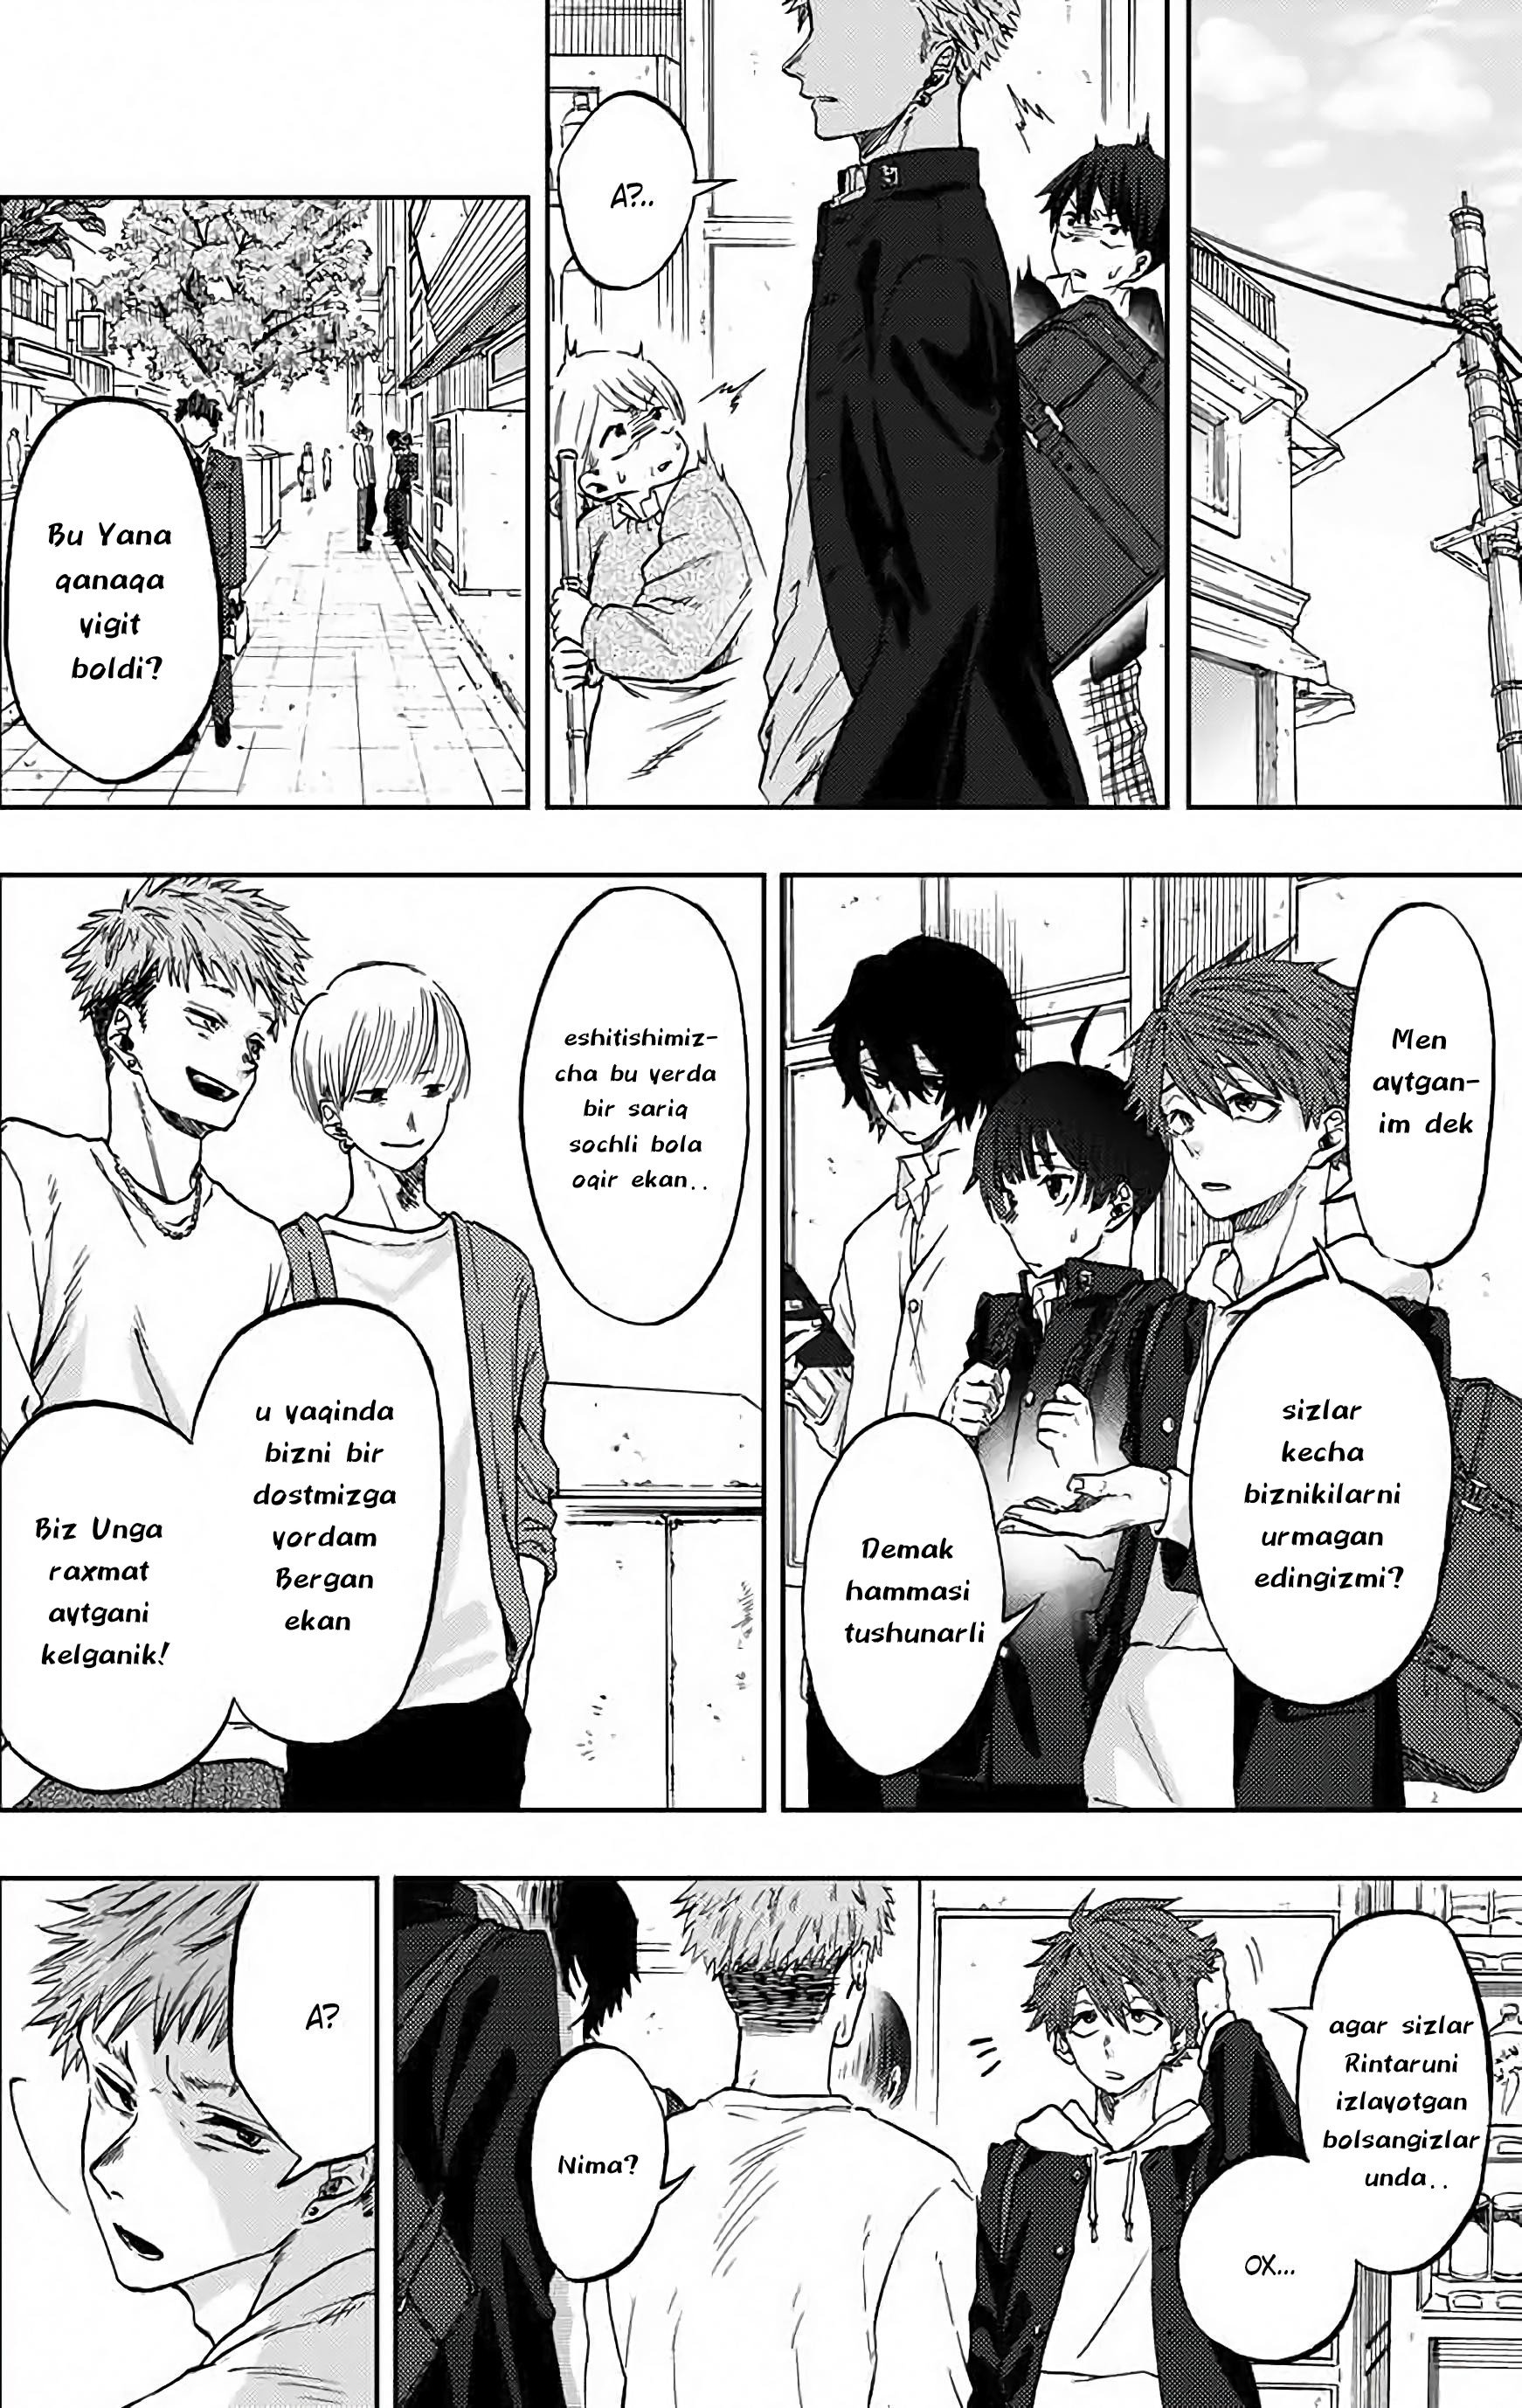 A?..
Bu Yana
qanaqa
yigit
boldi?
Men
aytgan-
im dek
sizlar
kecha
biznikilarni
urmagan
edingizmi?
Demak
hammasi
tushunarli
eshitishimiz-
cha bu yerda
bir sariq
sochli bola
oqir ekan..
u yaqinda
bizni bir
dostmizga
yordam
Bergan
ekan
Biz Unga
raxmat
aytgani
kelganik!
agar sizlar
Rintaruni
izlayotgan
bolsangizlar
unda..
OX...
Nima?
A?